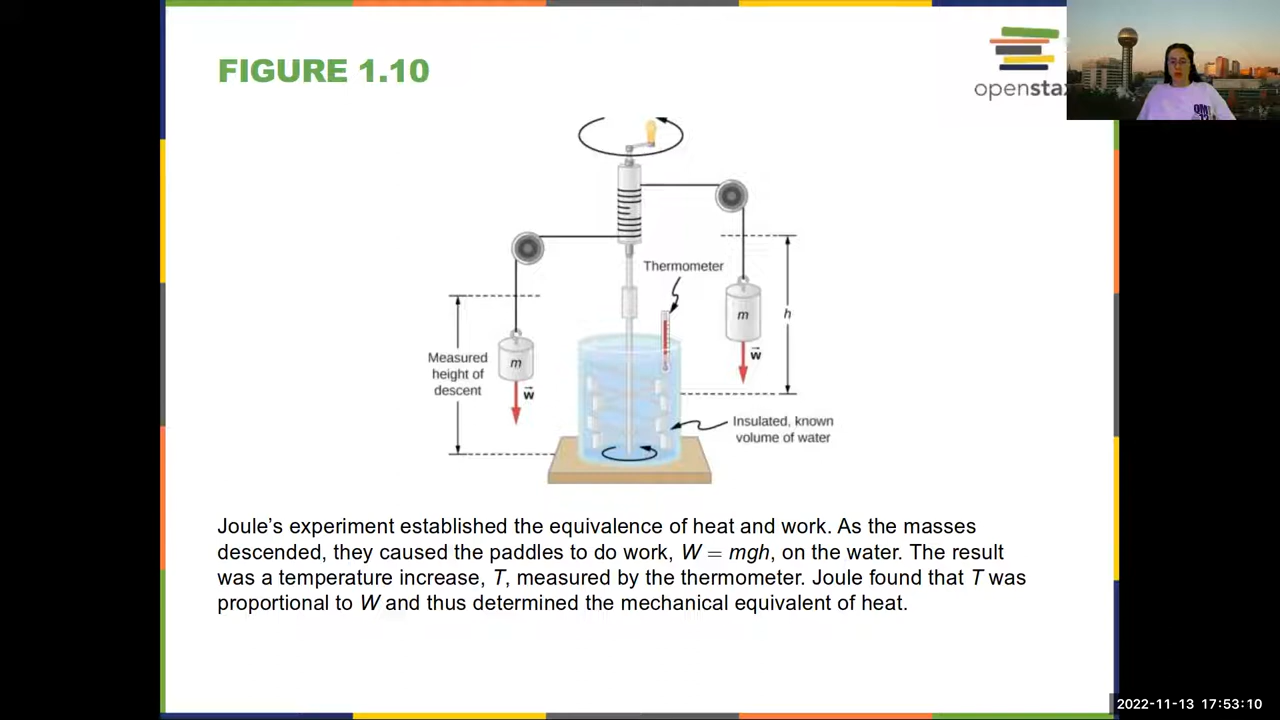 FIGURE 1.10
openstax
Thermometer
m
h
w
Measured
height of
descent
m
w
Insulated, known
volume of water
Joule’s experiment established the equivalence of heat and work. As the masses
descended, they caused the paddles to do work, W = mgh, on the water. The result
was a temperature increase, T, measured by the thermometer. Joule found that T was
proportional to W and thus determined the mechanical equivalent of heat.
2022-11-13 17:53:10